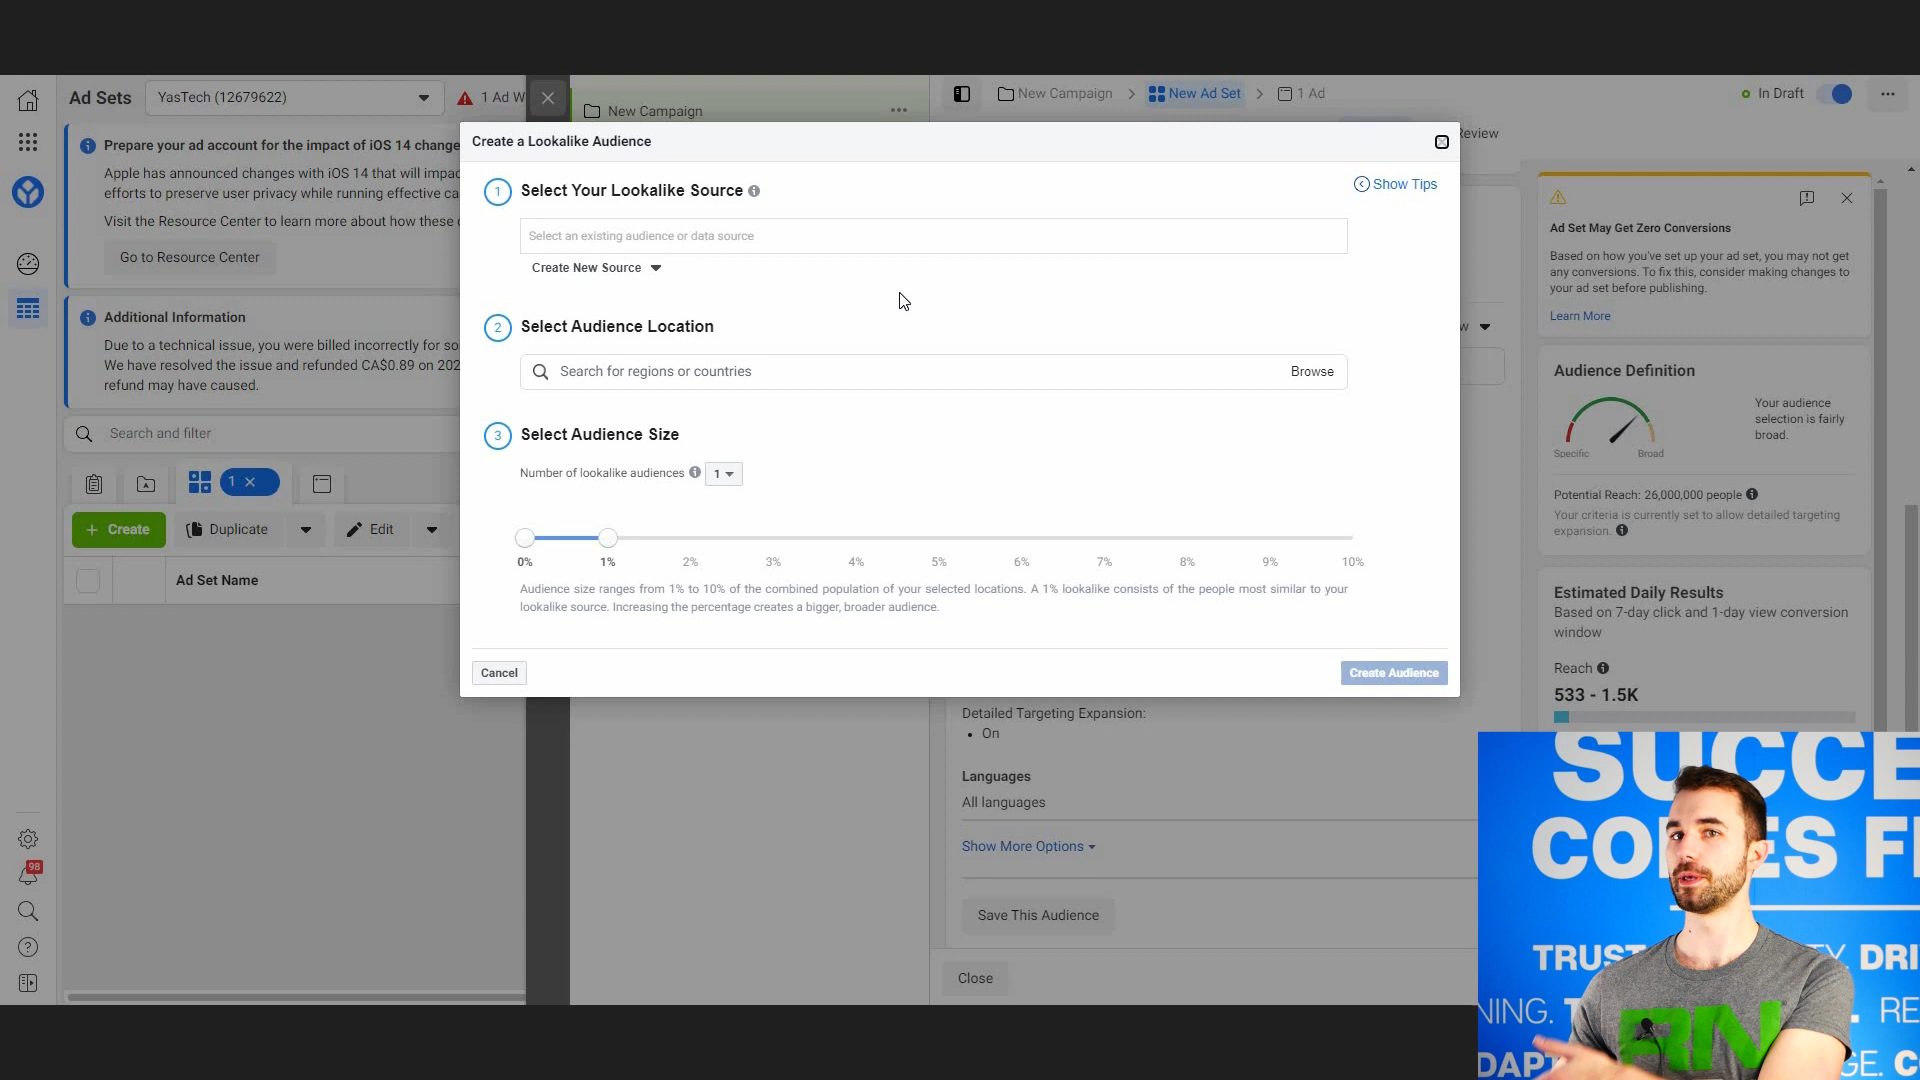 Ad Sets
YasTech (12679622)
1 Ad W
New Campaign
New Campaign
New Ad Set
1 Ad
In Draft
Review
Prepare your ad account for the impact of iOS 14 change
Apple has announced changes with iOS 14 that will impac
efforts to preserve user privacy while running effective ca
Visit the Resource Center to learn more about how these
Go to Resource Center
Additional Information
Due to a technical issue, you were billed incorrectly for so
We have resolved the issue and refunded CA$0.89 on 202
refund may have caused.
Search and filter
1
+ Create
Duplicate
Edit
Ad Set Name
98
Create a Lookalike Audience
1
Select Your Lookalike Source
Show Tips
Select an existing audience or data source
Create New Source
2
Select Audience Location
Search for regions or countries
Browse
3
Select Audience Size
Number of lookalike audiences
1
0% 1% 2% 3% 4% 5% 6% 7% 8% 9% 10%
Audience size ranges from 1% to 10% of the combined population of your selected locations. A 1% lookalike consists of the people most similar to your
lookalike source. Increasing the percentage creates a bigger, broader audience.
Cancel
Create Audience
Detailed Targeting Expansion:
• On
Languages
All languages
Show More Options
Save This Audience
Close
Ad Set May Get Zero Conversions
Based on how you've set up your ad set, you may not get
any conversions. To fix this, consider making changes to
your ad set before publishing.
Learn More
Audience Definition
Your audience
selection is fairly
broad.
Specific
Broad
Potential Reach: 26,000,000 people
Your criteria is currently set to allow detailed targeting
expansion.
Estimated Daily Results
Based on 7-day click and 1-day view conversion
window
Reach
533 - 1.5K
SUCCE
CO ES F
TRUST Y. DRI
NING. RE
DAPT GE. C
RN